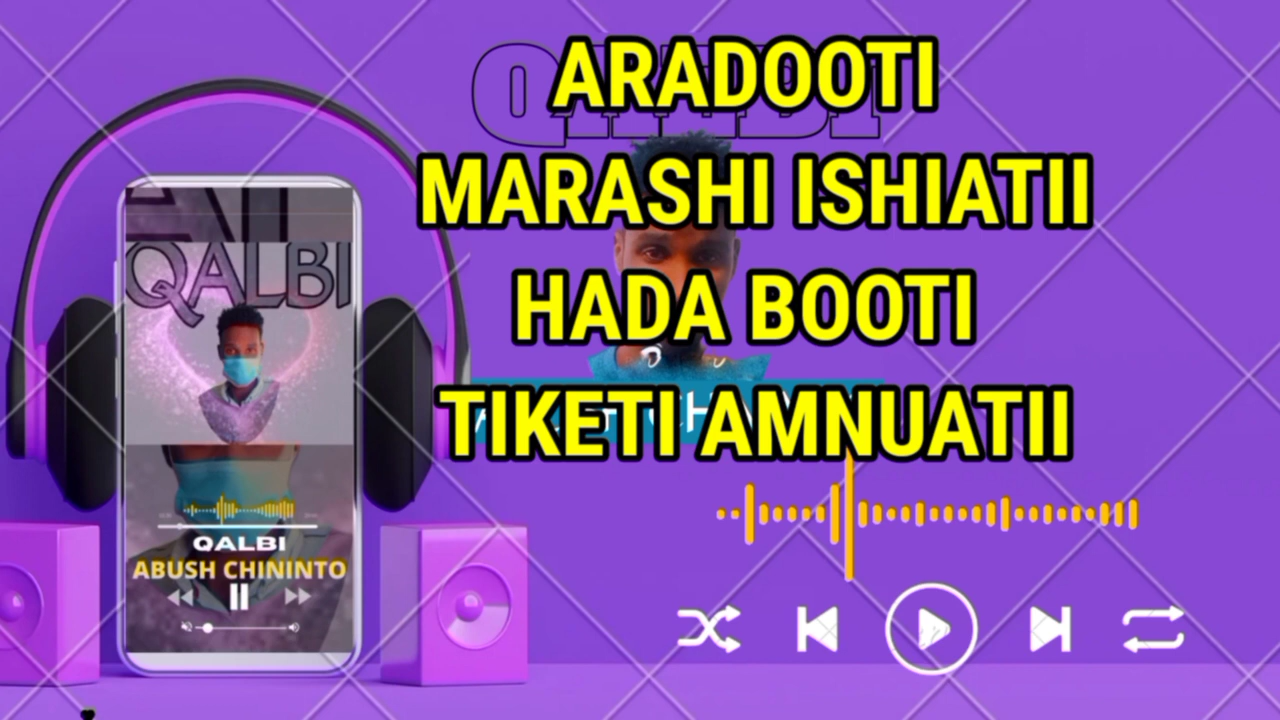 ARADOOTI
MARASHI ISHIATII
HADA BOOTI
TIKETI AMNUATII
QALBI
QALBI
ABUSH CHININTO